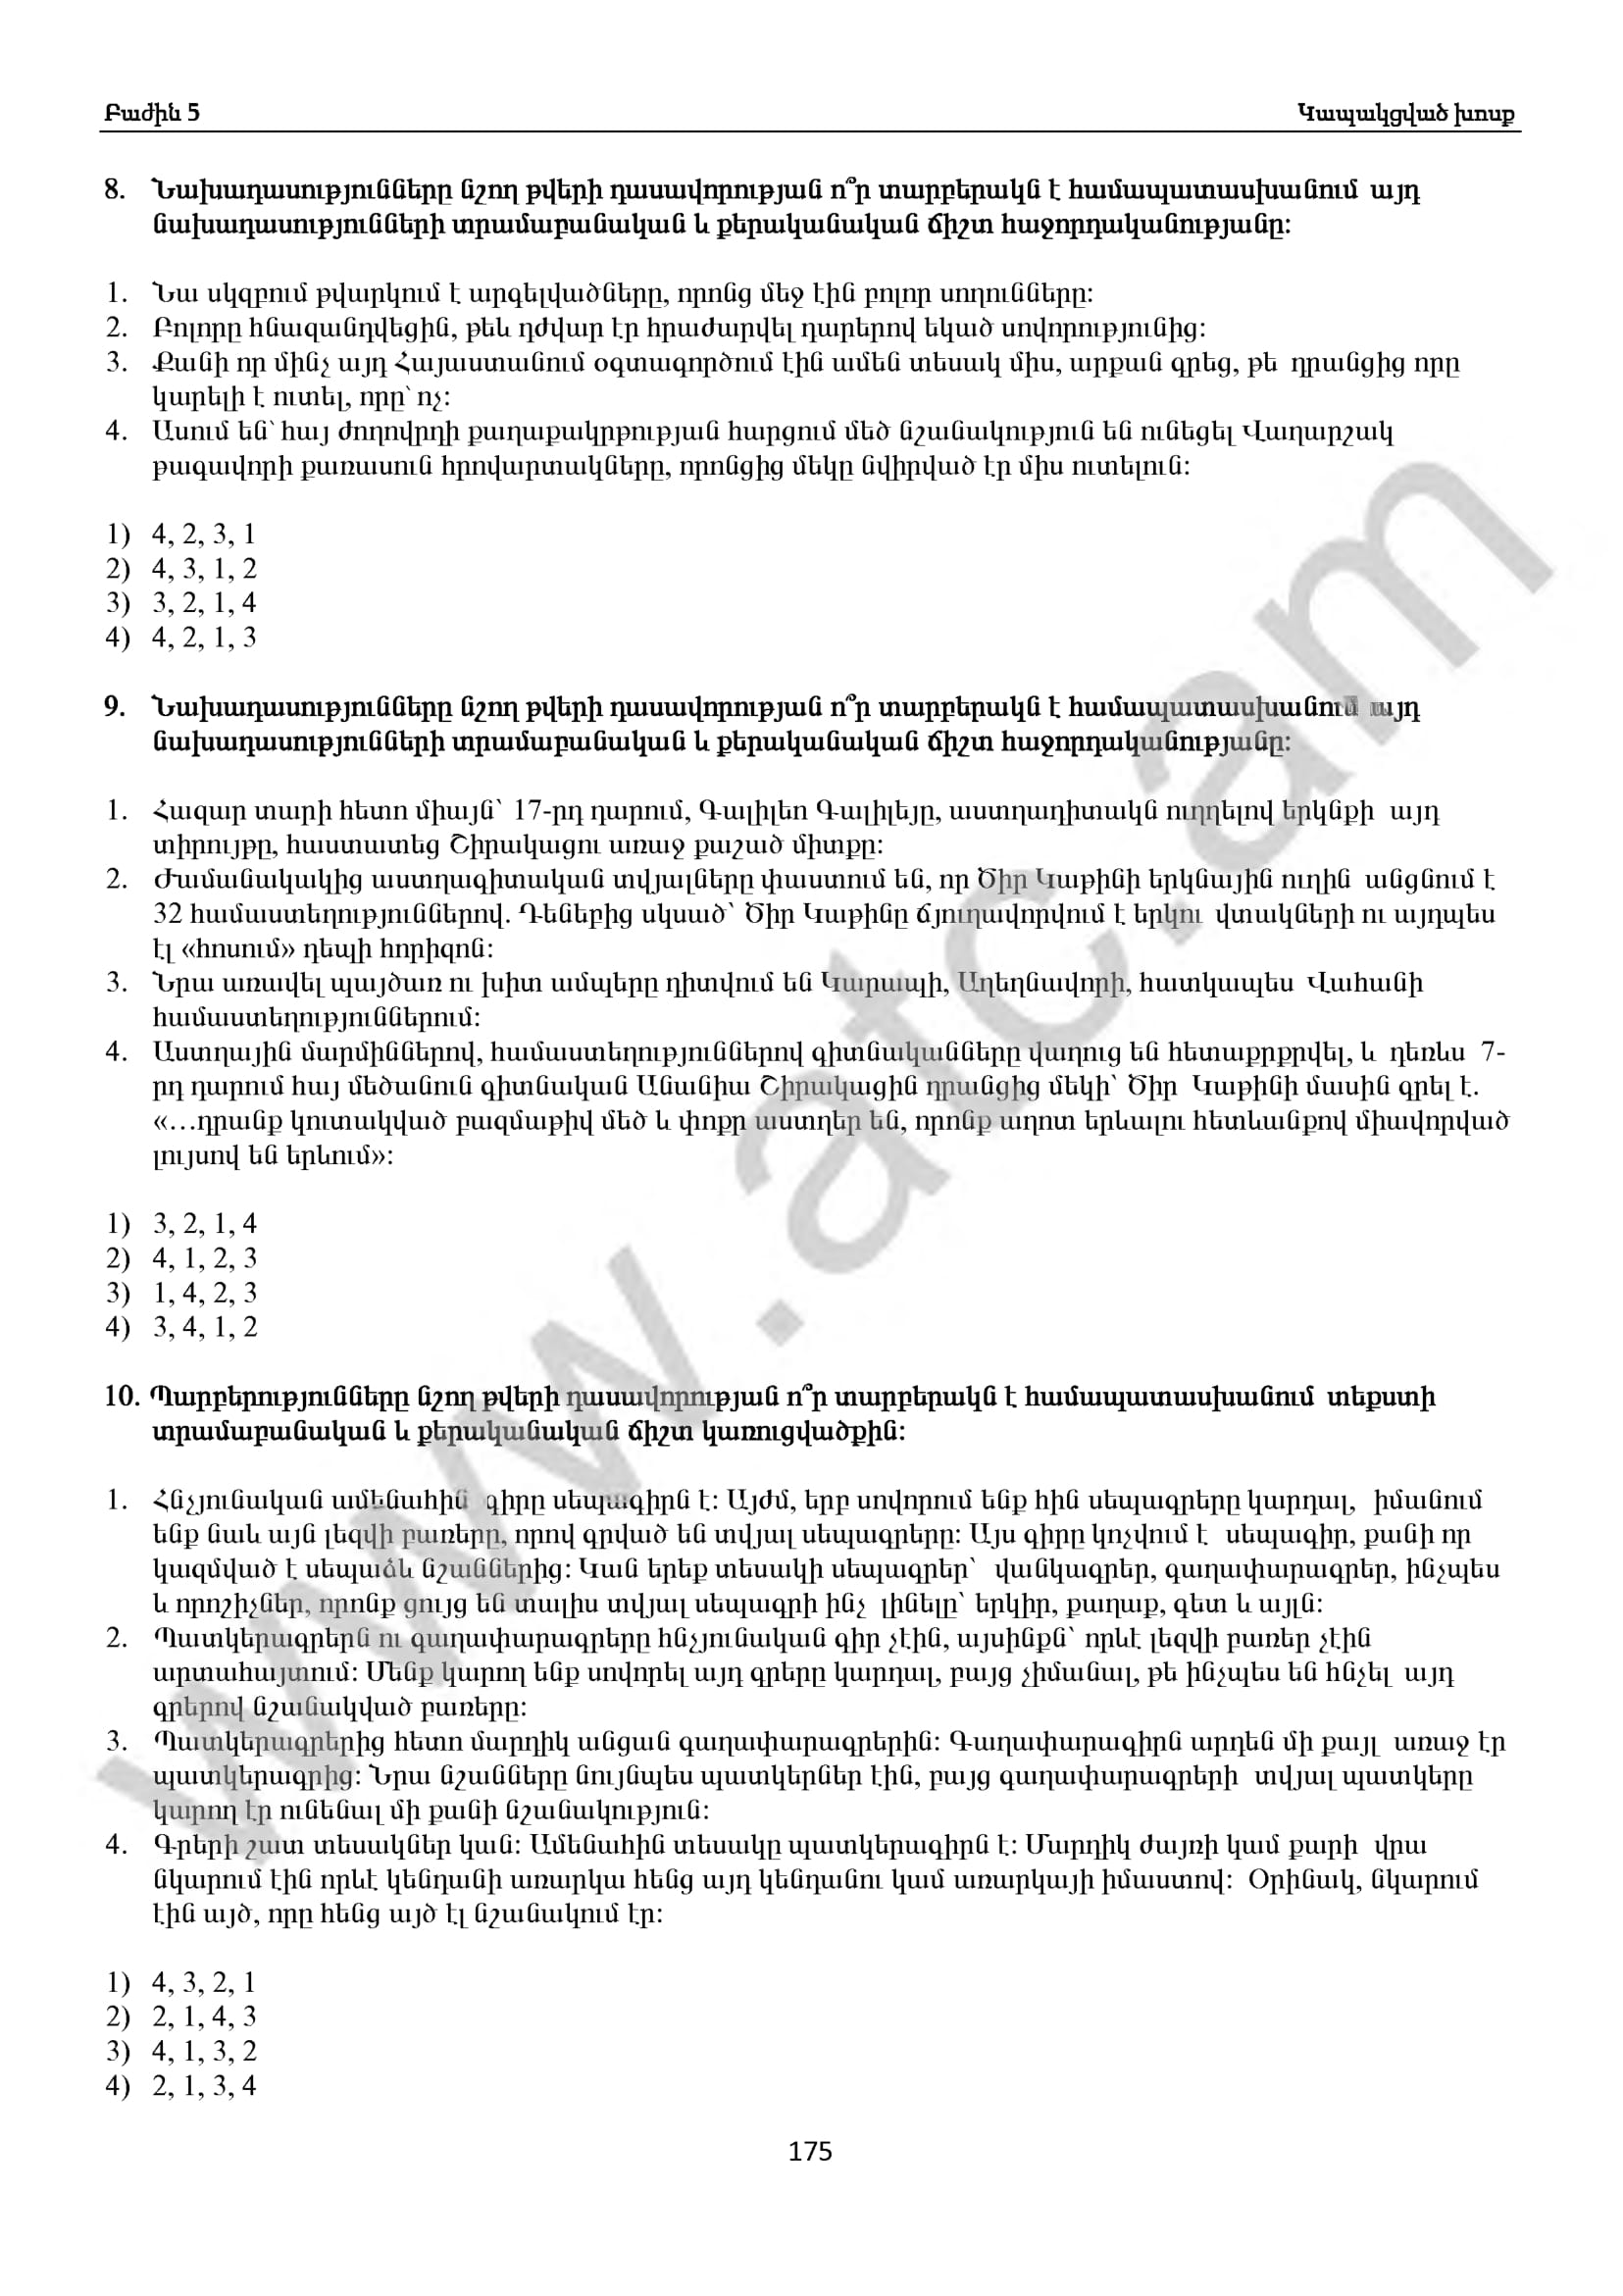 Բաժին 5 Կապակցված խոսք
8. Նախադասությունները նշող թվերի դասավորության ո՞ր տարբերակն է համապատասխանում այդ
նախադասությունների տրամաբանական և քերականական ճիշտ հաջորդականությանը:
1. Նա սկզբում թվարկում է արգելվածները, որոնց մեջ էին բոլոր սողունները:
2. Բոլորը հնազանդվեցին, թեև դժվար էր հրաժարվել դարերով եկած սովորությունից:
3. Քանի որ մինչ այդ Հայաստանում օգտագործում էին ամեն տեսակ միս, արքան գրեց, թե դրանցից որը
կարելի է ուտել, որը՝ ոչ:
4. Ասում են՝ հայ ժողովրդի քաղաքակրթության հարցում մեծ նշանակություն են ունեցել Վաղարշակ
թագավորի քառասուն հրովարտակները, որոնցից մեկը նվիրված էր միս ուտելուն:
1) 4, 2, 3, 1
2) 4, 3, 1, 2
3) 3, 2, 1, 4
4) 4, 2, 1, 3
9. Նախադասությունները նշող թվերի դասավորության ո՞ր տարբերակն է համապատասխանում այդ
նախադասությունների տրամաբանական և քերականական ճիշտ հաջորդականությանը:
1. Հազար տարի հետո միայն՝ 17-րդ դարում, Գալիլեո Գալիլեյը, աստղադիտակն ուղղելով երկնքի այդ
տիրույթը, հաստատեց Շիրակացու առաջ քաշած միտքը:
2. Ժամանակակից աստղագիտական տվյալները փաստում են, որ Ծիր Կաթինի երկնային ուղին անցնում է
32 համաստեղություններով. Դեներից սկսած՝ Ծիր Կաթինը ճյուղավորվում է երկու վտակների ու այդպես
էլ «հոսում» դեպի հորիզոն:
3. Նրա առավել պայծառ ու խիտ ամպերը դիտվում են Կարապի, Աղեղնավորի, հատկապես Վահանի
համաստեղություններում:
4. Աստղային մարմիններով, համաստեղություններով գիտնականները վաղուց են հետաքրքրվել, և դեռևս 7-
րդ դարում հայ մեծանուն գիտնական Անանիա Շիրակացին դրանցից մեկի՝ Ծիր Կաթինի մասին գրել է.
«…դրանք կուտակված բազմաթիվ մեծ և փոքր աստղեր են, որոնք աղոտ երևալու հետևանքով միավորված
լույսով են երևում»:
1) 3, 2, 1, 4
2) 4, 1, 2, 3
3) 1, 4, 2, 3
4) 3, 4, 1, 2
10. Պարբերությունները նշող թվերի դասավորության ո՞ր տարբերակն է համապատասխանում տեքստի
տրամաբանական և քերականական ճիշտ կառուցվածքին:
1. Հնչյունական ամենահին գիրը սեպագիրն է: Այժմ, երբ սովորում ենք հին սեպագրերը կարդալ, իմանում
ենք նաև այն լեզվի բառերը, որով գրված են տվյալ սեպագրերը: Այս գիրը կոչվում է սեպագիր, քանի որ
կազմված է սեպաձև նշաններից: Կան երեք տեսակի սեպագրեր՝ վանկագրեր, գաղափարագրեր, ինչպես
և որոշիչներ, որոնք ցույց են տալիս տվյալ սեպագրի ինչ լինելը՝ երկիր, քաղաք, գետ և այլն:
2. Պատկերագրերն ու գաղափարագրերը հնչյունական գիր չէին, այսինքն՝ որևէ լեզվի բառեր չէին
արտահայտում: Մենք կարող ենք սովորել այդ գրերը կարդալ, բայց չիմանալ, թե ինչպես են հնչել այդ
գրերով նշանակված բառերը:
3. Պատկերագրերից հետո մարդիկ անցան գաղափարագրերին: Գաղափարագիրն արդեն մի քայլ առաջ էր
պատկերագրից: Նրա նշանները նույնպես պատկերներ էին, բայց գաղափարագրերի տվյալ պատկերը
կարող էր ունենալ մի քանի նշանակություն:
4. Գրերի շատ տեսակներ կան: Ամենահին տեսակը պատկերագիրն է: Մարդիկ ժայռի կամ քարի վրա
նկարում էին որևէ կենդանի առարկա հենց այդ կենդանու կամ առարկայի իմաստով: Օրինակ, նկարում
էին այծ, որը հենց այծ էլ նշանակում էր:
1) 4, 3, 2, 1
2) 2, 1, 4, 3
3) 4, 1, 3, 2
4) 2, 1, 3, 4
175
www.atc.am